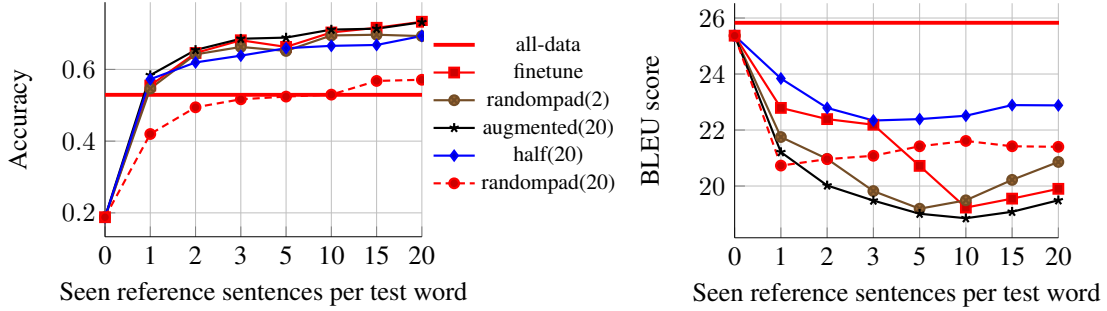 Accuracy
0.6
0.4
0.2
0 1 2 3 5 10 15 20
Seen reference sentences per test word
all-data
finetune
randompad(2)
augmented(20)
half(20)
randompad(20)
BLEU score
26
24
22
20
0 1 2 3 5 10 15 20
Seen reference sentences per test word